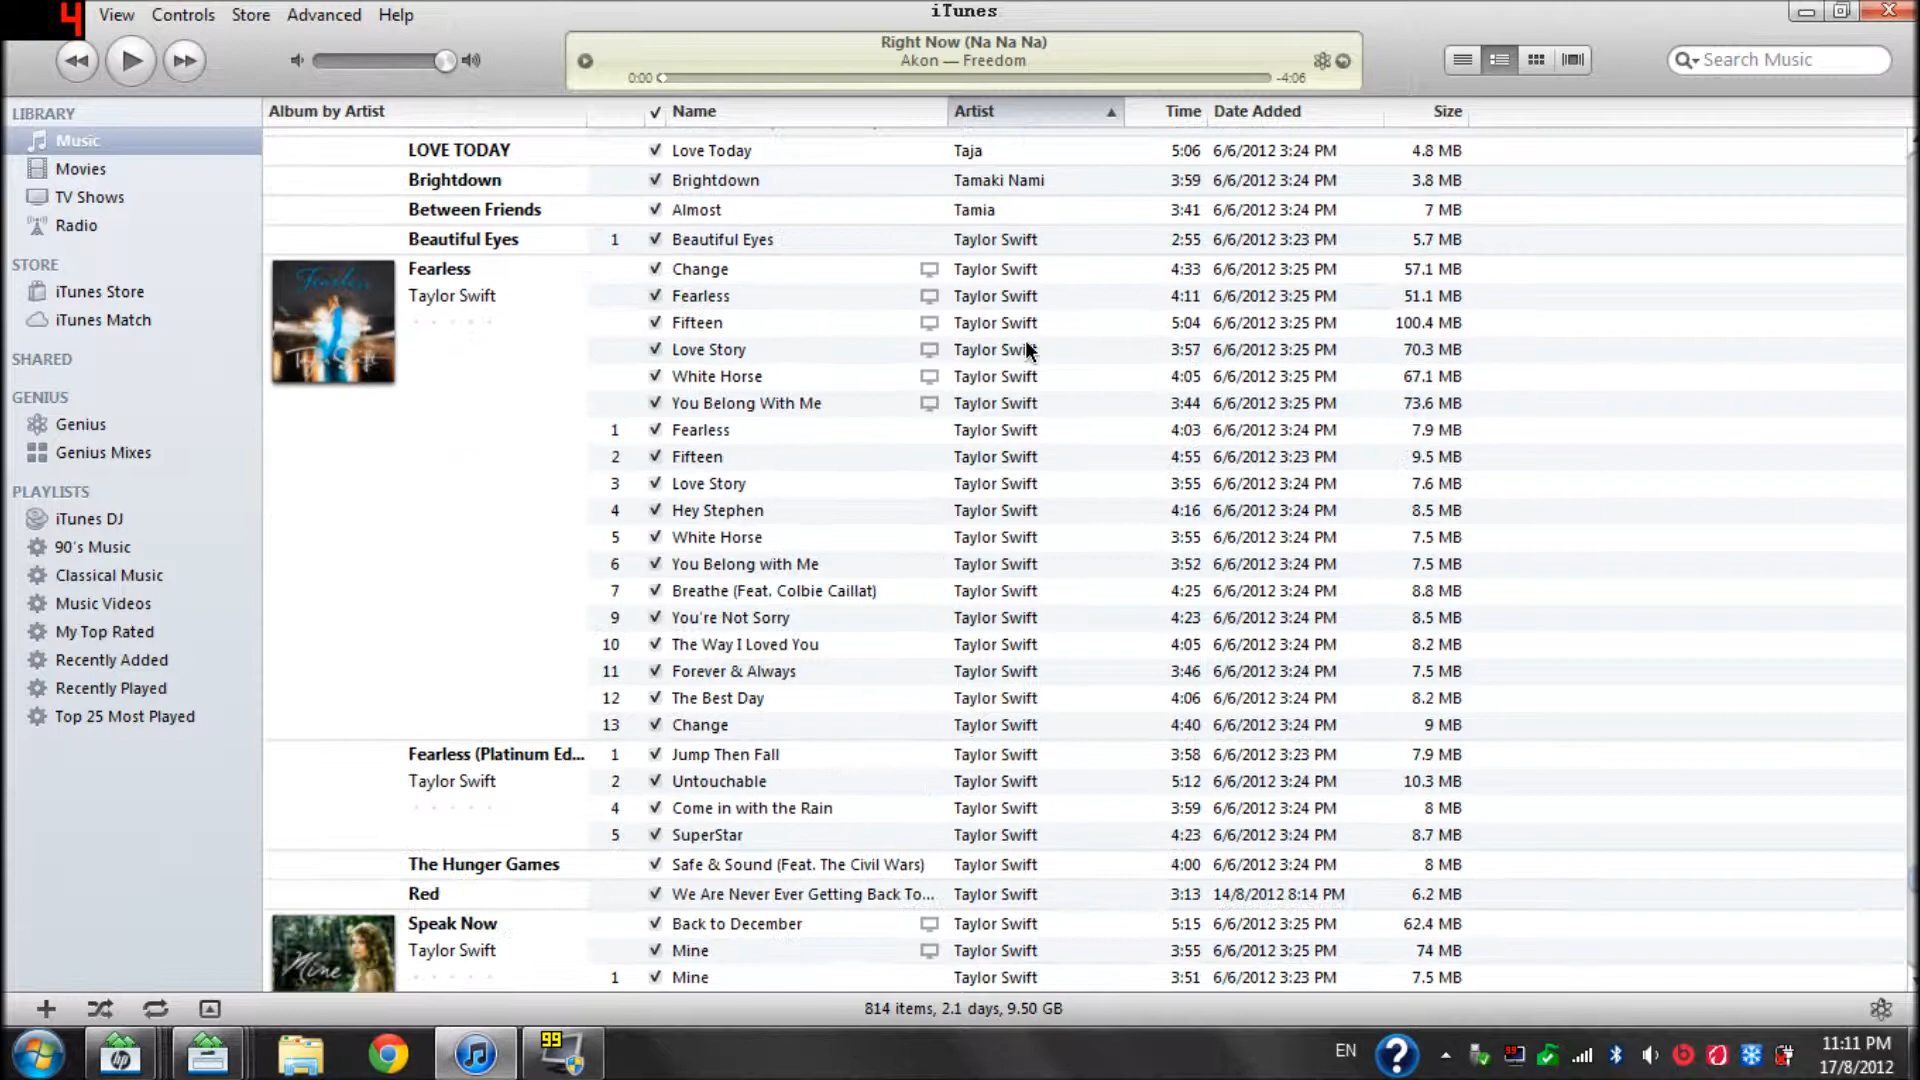 4 View Controls Store Advanced Help
iTunes
Right Now (Na Na Na)
Akon — Freedom
0:00 -4:06
Search Music
LIBRARY
Music
Movies
TV Shows
Radio
STORE
iTunes Store
iTunes Match
SHARED
GENIUS
Genius
Genius Mixes
PLAYLISTS
iTunes DJ
90's Music
Classical Music
Music Videos
My Top Rated
Recently Added
Recently Played
Top 25 Most Played
Album by Artist ✓ Name Artist Time Date Added Size
LOVE TODAY ✓ Love Today Taja 5:06 6/6/2012 3:24 PM 4.8 MB
Brightdown ✓ Brightdown Tamaki Nami 3:59 6/6/2012 3:24 PM 3.8 MB
Between Friends ✓ Almost Tamia 3:41 6/6/2012 3:24 PM 7 MB
Beautiful Eyes 1 ✓ Beautiful Eyes Taylor Swift 2:55 6/6/2012 3:23 PM 5.7 MB
Fearless ✓ Change Taylor Swift 4:33 6/6/2012 3:25 PM 57.1 MB
Taylor Swift ✓ Fearless Taylor Swift 4:11 6/6/2012 3:25 PM 51.1 MB
✓ Fifteen Taylor Swift 5:04 6/6/2012 3:25 PM 100.4 MB
✓ Love Story Taylor Swift 3:57 6/6/2012 3:25 PM 70.3 MB
✓ White Horse Taylor Swift 4:05 6/6/2012 3:25 PM 67.1 MB
✓ You Belong With Me Taylor Swift 3:44 6/6/2012 3:25 PM 73.6 MB
1 ✓ Fearless Taylor Swift 4:03 6/6/2012 3:24 PM 7.9 MB
2 ✓ Fifteen Taylor Swift 4:55 6/6/2012 3:23 PM 9.5 MB
3 ✓ Love Story Taylor Swift 3:55 6/6/2012 3:24 PM 7.6 MB
4 ✓ Hey Stephen Taylor Swift 4:16 6/6/2012 3:24 PM 8.5 MB
5 ✓ White Horse Taylor Swift 3:55 6/6/2012 3:24 PM 7.5 MB
6 ✓ You Belong with Me Taylor Swift 3:52 6/6/2012 3:24 PM 7.5 MB
7 ✓ Breathe (Feat. Colbie Caillat) Taylor Swift 4:25 6/6/2012 3:24 PM 8.8 MB
9 ✓ You're Not Sorry Taylor Swift 4:23 6/6/2012 3:24 PM 8.5 MB
10 ✓ The Way I Loved You Taylor Swift 4:05 6/6/2012 3:24 PM 8.2 MB
11 ✓ Forever & Always Taylor Swift 3:46 6/6/2012 3:24 PM 7.5 MB
12 ✓ The Best Day Taylor Swift 4:06 6/6/2012 3:24 PM 8.2 MB
13 ✓ Change Taylor Swift 4:40 6/6/2012 3:24 PM 9 MB
Fearless (Platinum Ed... 1 ✓ Jump Then Fall Taylor Swift 3:58 6/6/2012 3:23 PM 7.9 MB
Taylor Swift 2 ✓ Untouchable Taylor Swift 5:12 6/6/2012 3:24 PM 10.3 MB
4 ✓ Come in with the Rain Taylor Swift 3:59 6/6/2012 3:24 PM 8 MB
5 ✓ SuperStar Taylor Swift 4:23 6/6/2012 3:24 PM 8.7 MB
The Hunger Games ✓ Safe & Sound (Feat. The Civil Wars) Taylor Swift 4:00 6/6/2012 3:24 PM 8 MB
Red ✓ We Are Never Ever Getting Back To... Taylor Swift 3:13 14/8/2012 8:14 PM 6.2 MB
Speak Now ✓ Back to December Taylor Swift 5:15 6/6/2012 3:25 PM 62.4 MB
Taylor Swift ✓ Mine Taylor Swift 3:55 6/6/2012 3:25 PM 74 MB
1 ✓ Mine Taylor Swift 3:51 6/6/2012 3:23 PM 7.5 MB
Fearless
Mine
814 items, 2.1 days, 9.50 GB
hp
99
EN
?
11:11 PM
17/8/2012